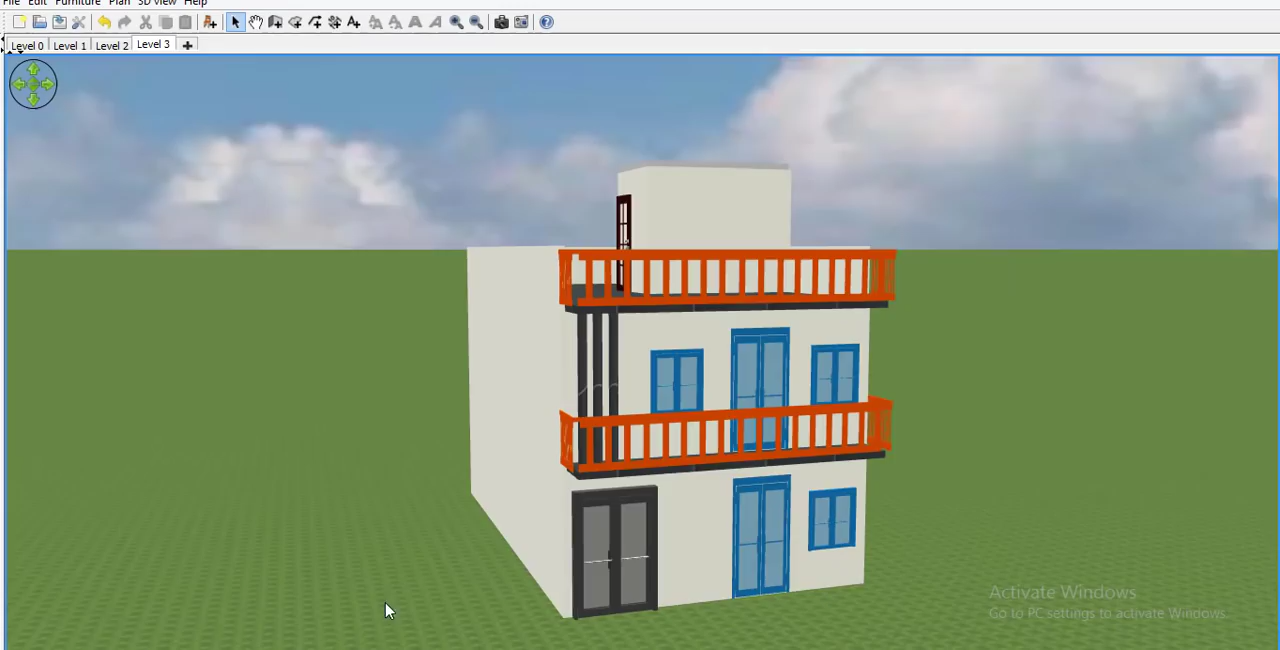 File Edit Furniture Plan 3D view Help
Level 0 Level 1 Level 2 Level 3
Activate Windows
Go to PC settings to activate Windows.